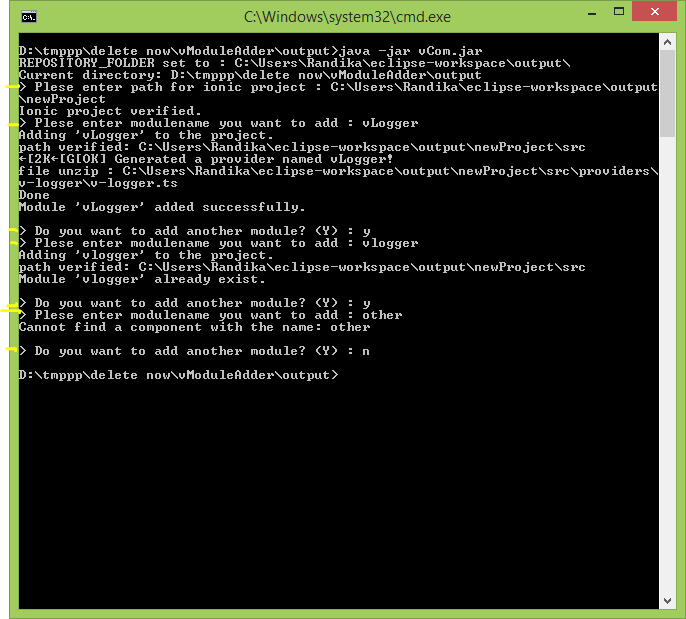 C:\Windows\system32\cmd.exe
D:\tmppp\delete now\vModuleAdder\output>java -jar vCom.jar
REPOSITORY_FOLDER set to : C:\Users\Randika\eclipse-workspace\output\
Current directory: D:\tmppp\delete now\vModuleAdder\output
> Plese enter path for ionic project : C:\Users\Randika\eclipse-workspace\output
\newProject
Ionic project verified.
> Plese enter modulename you want to add : vLogger
Adding 'vLogger' to the project.
path verified: C:\Users\Randika\eclipse-workspace\output\newProject\src
←[2K←[G[OK] Generated a provider named vLogger!
file unzip : C:\Users\Randika\eclipse-workspace\output\newProject\src\providers\
v-logger\v-logger.ts
Done
Module 'vLogger' added successfully.
> Do you want to add another module? (Y) : y
> Plese enter modulename you want to add : vlogger
Adding 'vlogger' to the project.
path verified: C:\Users\Randika\eclipse-workspace\output\newProject\src
Module 'vlogger' already exist.
> Do you want to add another module? (Y) : y
> Plese enter modulename you want to add : other
Cannot find a component with the name: other
> Do you want to add another module? (Y) : n
D:\tmppp\delete now\vModuleAdder\output>